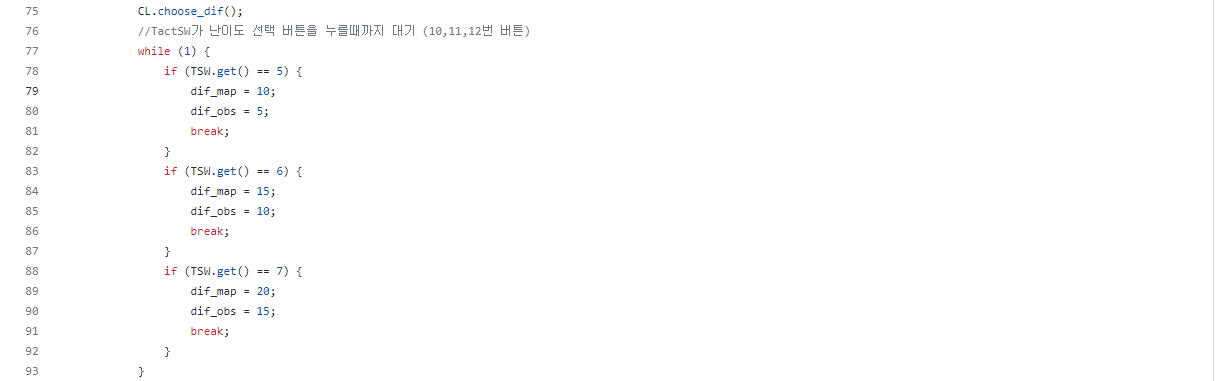 75 CL.choose_dif();
76 //TactSW가 난이도 선택 버튼을 누를때까지 대기 (10,11,12번 버튼)
77 while (1) {
78 if (TSW.get() == 5) {
79 dif_map = 10;
80 dif_obs = 5;
81 break;
82 }
83 if (TSW.get() == 6) {
84 dif_map = 15;
85 dif_obs = 10;
86 break;
87 }
88 if (TSW.get() == 7) {
89 dif_map = 20;
90 dif_obs = 15;
91 break;
92 }
93 }